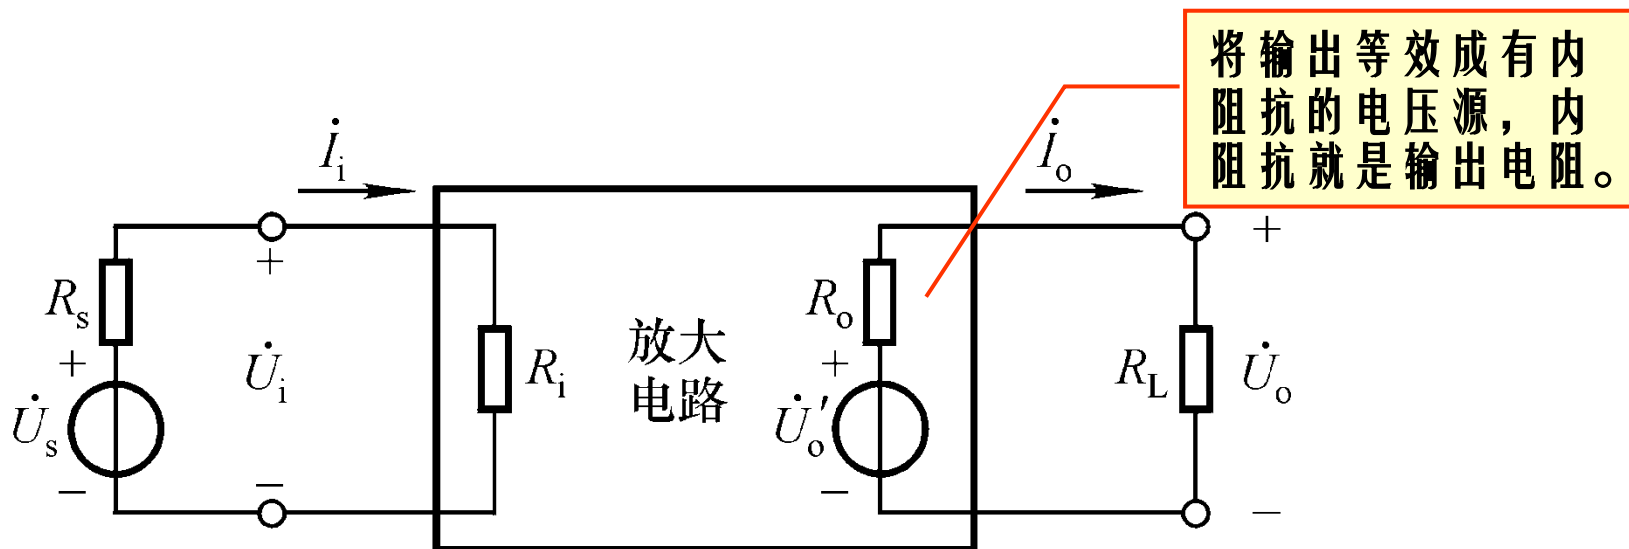 将输出等效成有内
阻抗的电压源，内
阻抗就是输出电阻。
İi
İo
+
+
Rs
Ro
放大
电路
+
U̇i
Ri
+
RL
U̇o
U̇s
U̇o′
−
−
−
−